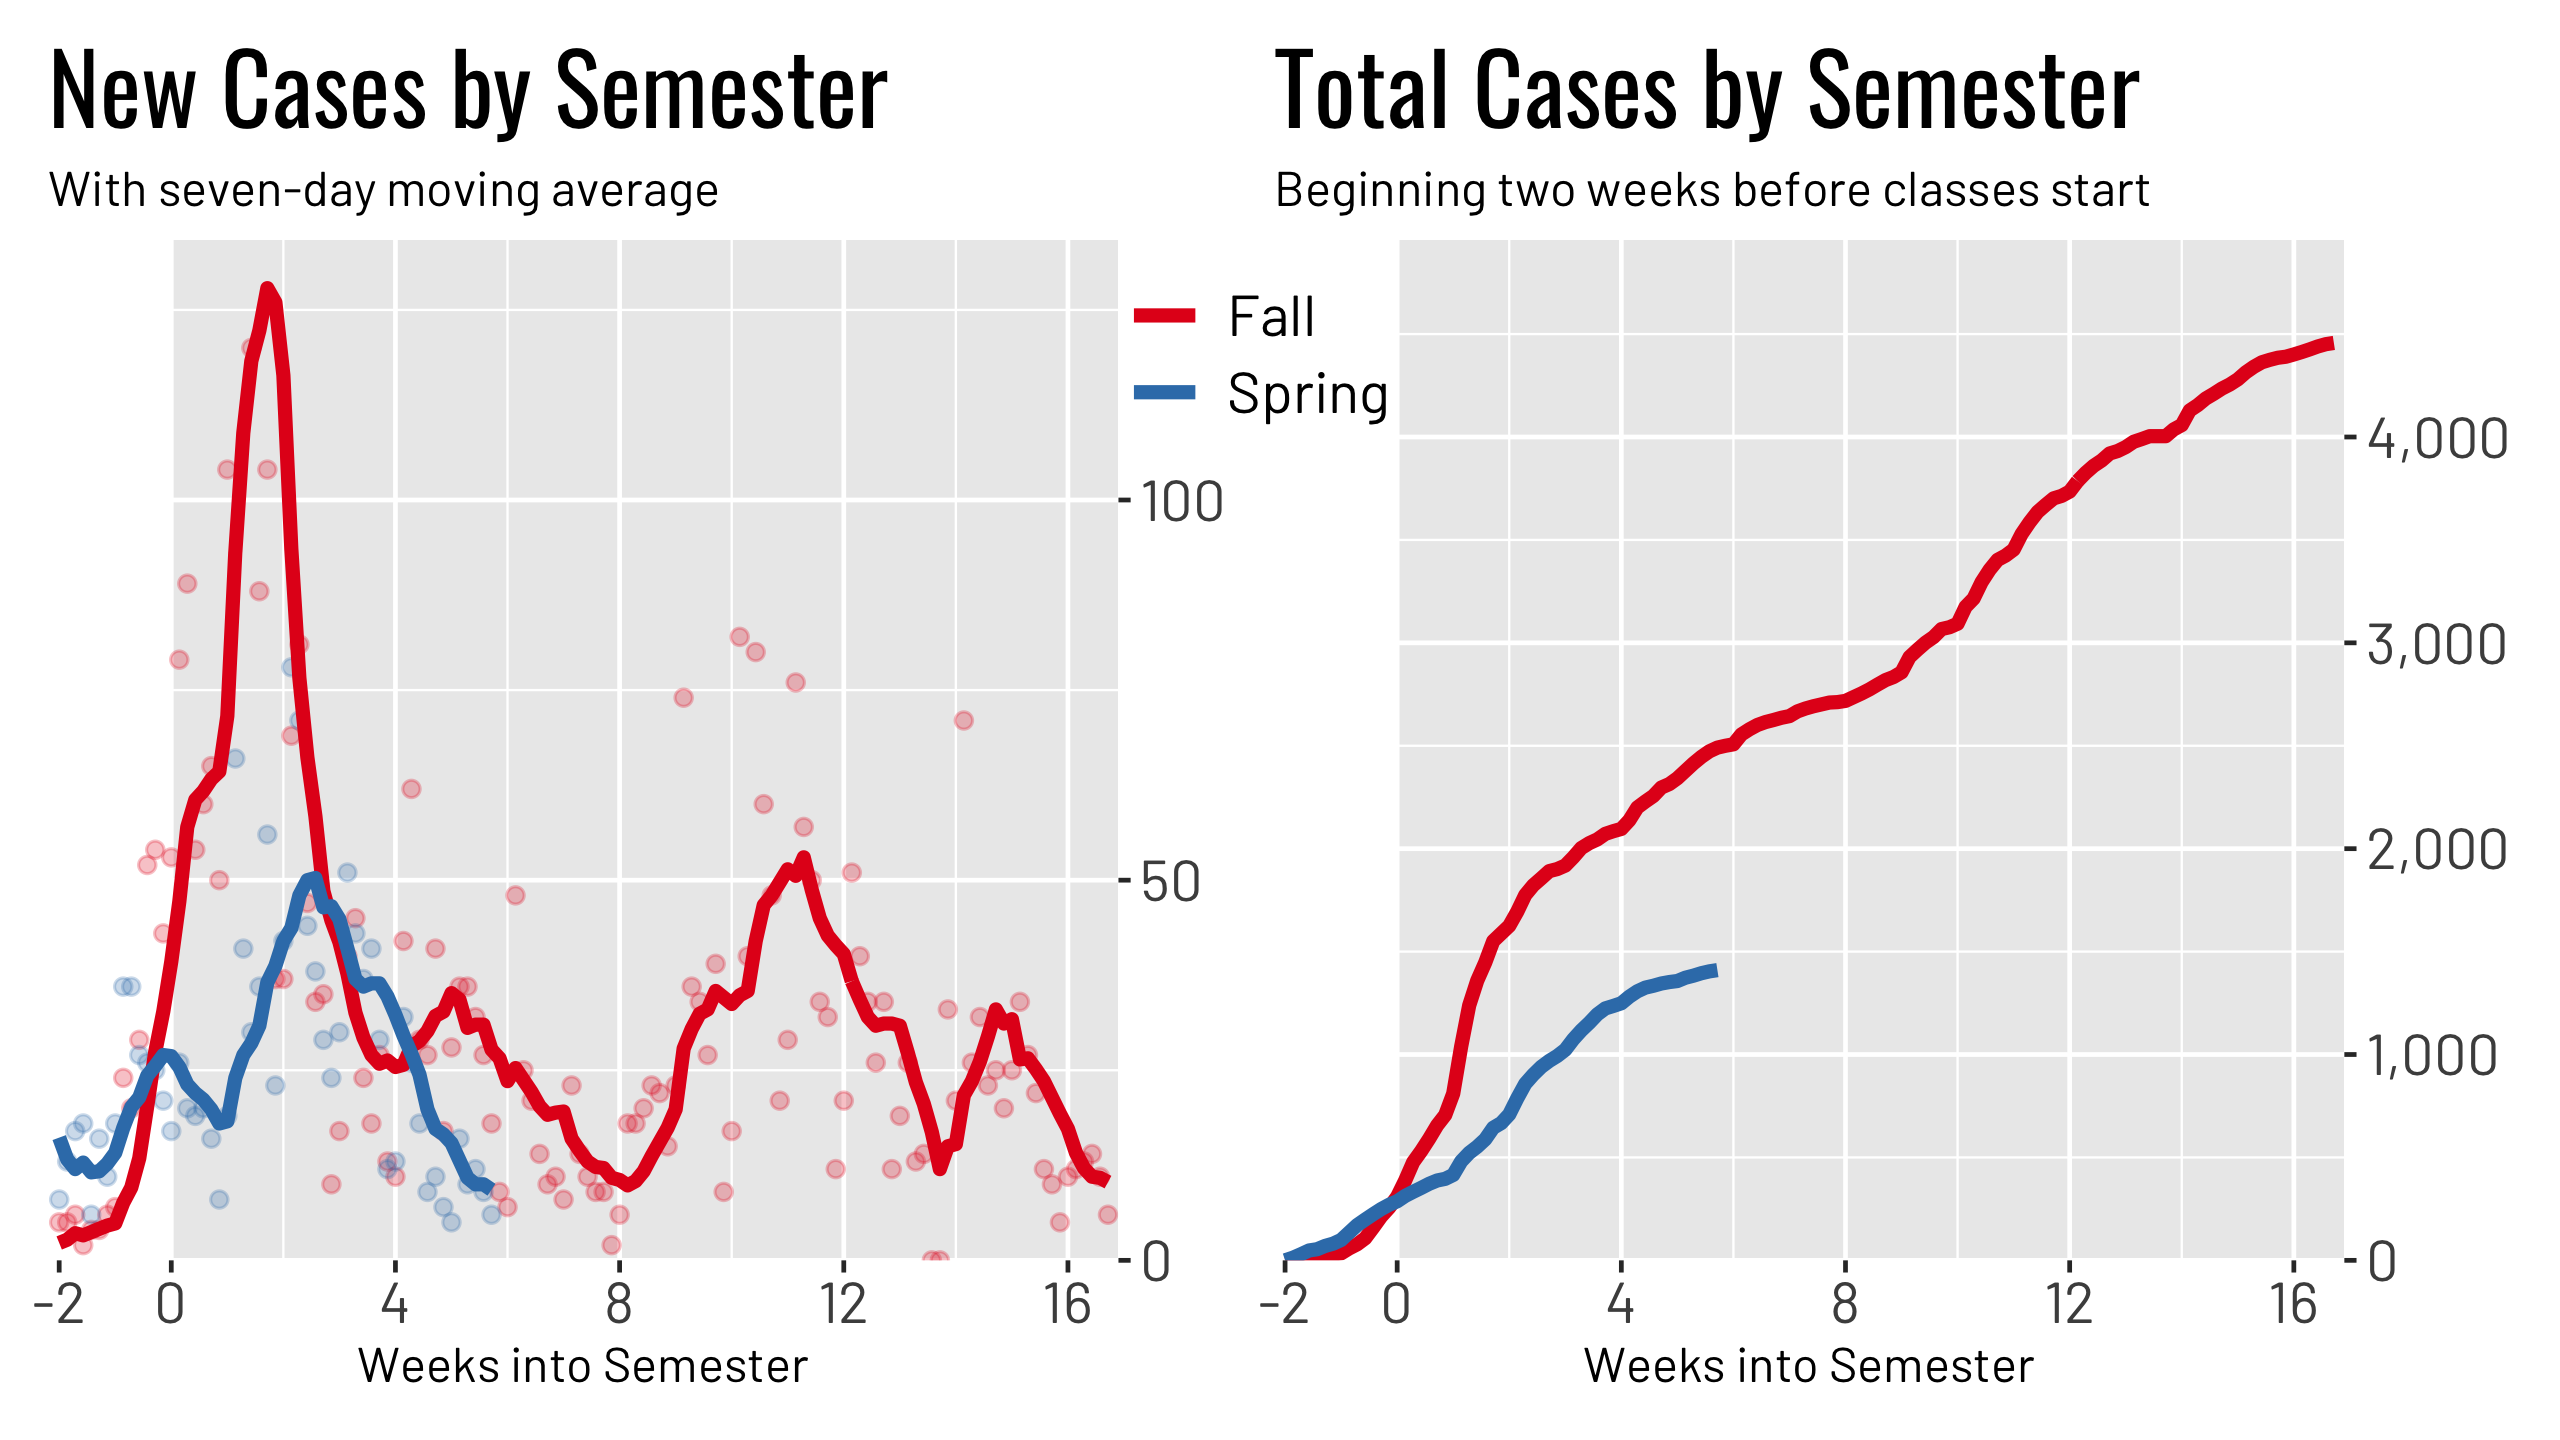 New Cases by Semester
With seven-day moving average
100
50
0
-2 0 4 8 12 16
Weeks into Semester
Fall
Spring
Total Cases by Semester
Beginning two weeks before classes start
4,000
3,000
2,000
1,000
0
-2 0 4 8 12 16
Weeks into Semester